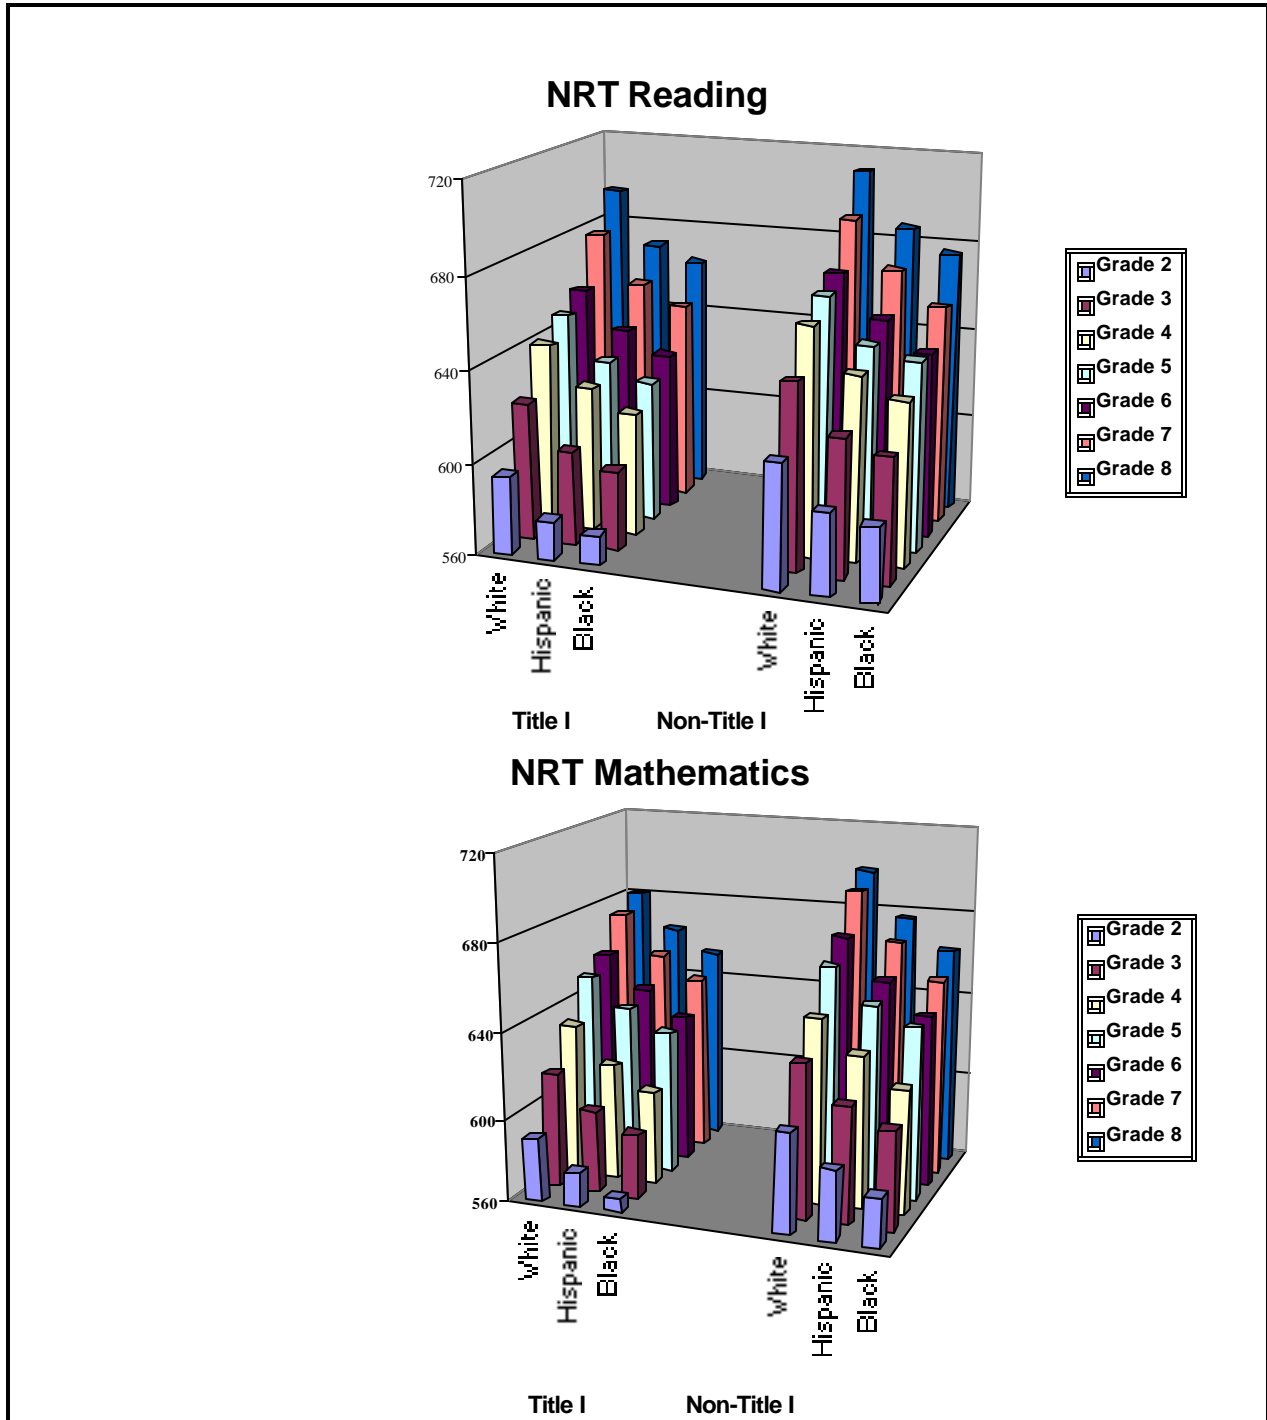 NRT Reading
720
680
640
600
560
White
Hispanic
Black
White
Hispanic
Black
Title I Non-Title I
Grade 2
Grade 3
Grade 4
Grade 5
Grade 6
Grade 7
Grade 8
NRT Mathematics
720
680
640
600
560
White
Hispanic
Black
White
Hispanic
Black
Title I Non-Title I
Grade 2
Grade 3
Grade 4
Grade 5
Grade 6
Grade 7
Grade 8